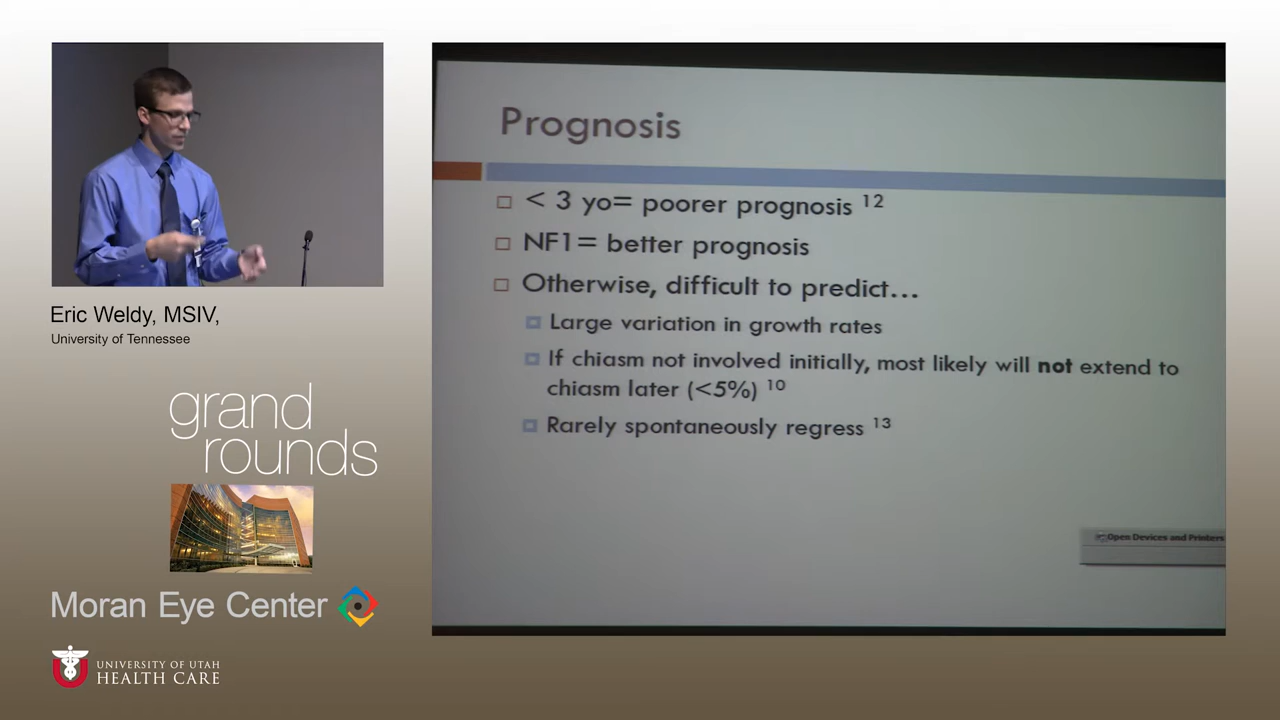 Prognosis
< 3 yo= poorer prognosis 12
NF1= better prognosis
Otherwise, difficult to predict...
Large variation in growth rates
If chiasm not involved initially, most likely will not extend to
chiasm later (<5%) 10
Rarely spontaneously regress 13
Open Devices and Printers
Eric Weldy, MSIV,
University of Tennessee
grand
rounds
Moran Eye Center
UNIVERSITY OF UTAH
HEALTH CARE